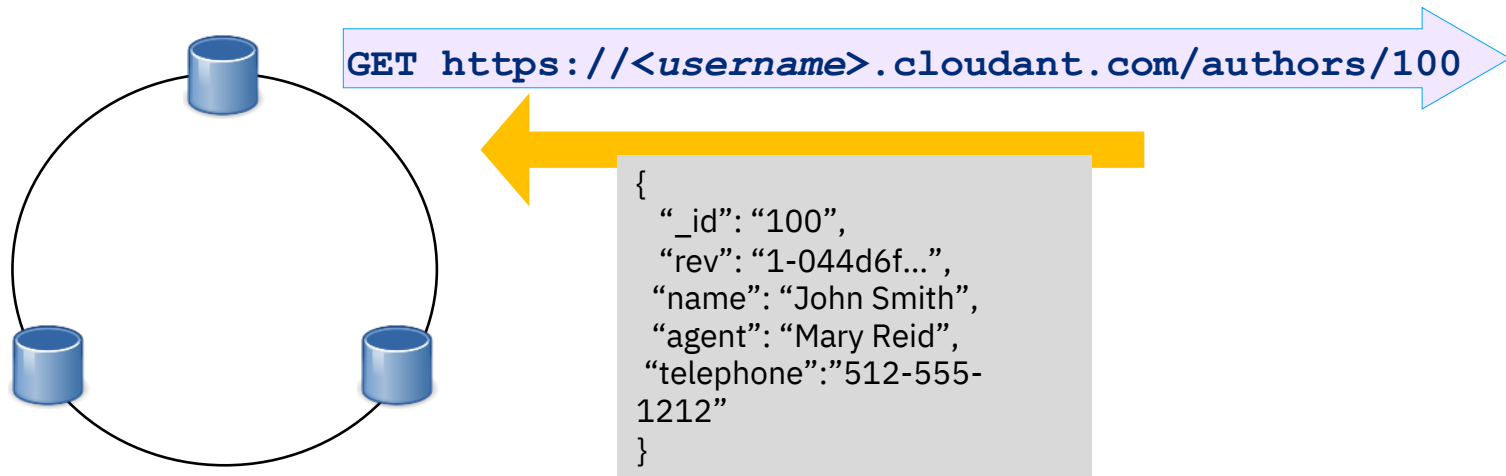 GET https://<username>.cloudant.com/authors/100
{
“_id”: “100”,
“rev”: “1-044d6f…”,
“name”: “John Smith”,
“agent”: “Mary Reid”,
“telephone”:”512-555-
1212”
}